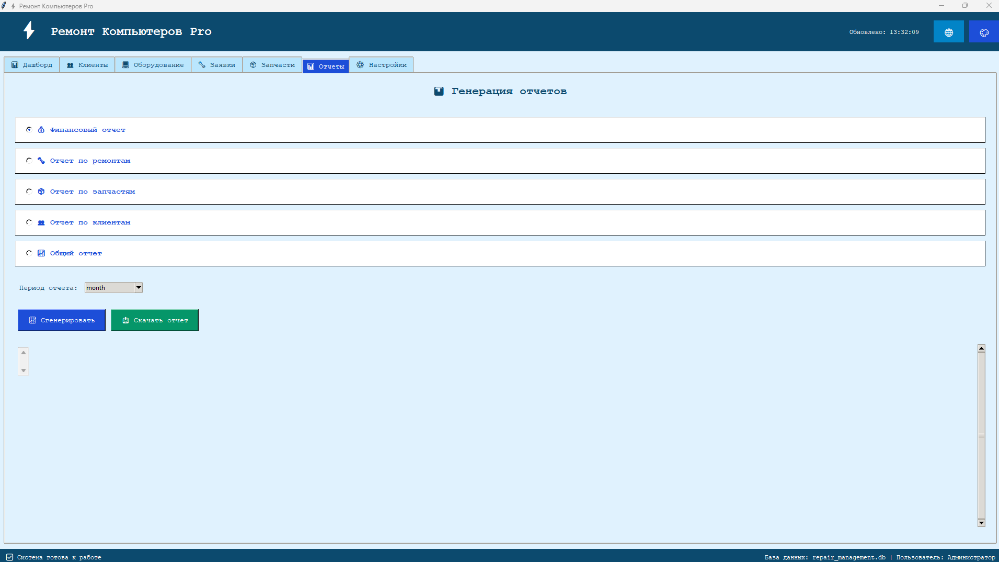 Ремонт Компьютеров Pro
Ремонт Компьютеров Pro
Обновлено: 13:32:09
Дашборд
Клиенты
Оборудование
Заявки
Запчасти
Отчеты
Настройки
Генерация отчетов
Финансовый отчет
Отчет по ремонтам
Отчет по запчастям
Отчет по клиентам
Общий отчет
Период отчета: month
Сгенерировать
Скачать отчет
Система готова к работе
База данных: repair_management.db | Пользователь: Администратор